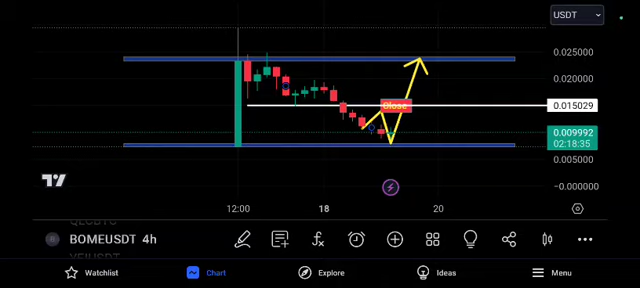 USDT
0.025000
0.020000
Close
0.015029
0.009992
02:18:35
0.005000
−0.000000
12:00
18
20
BOMEUSDT 4h
Watchlist
Chart
Explore
Ideas
Menu